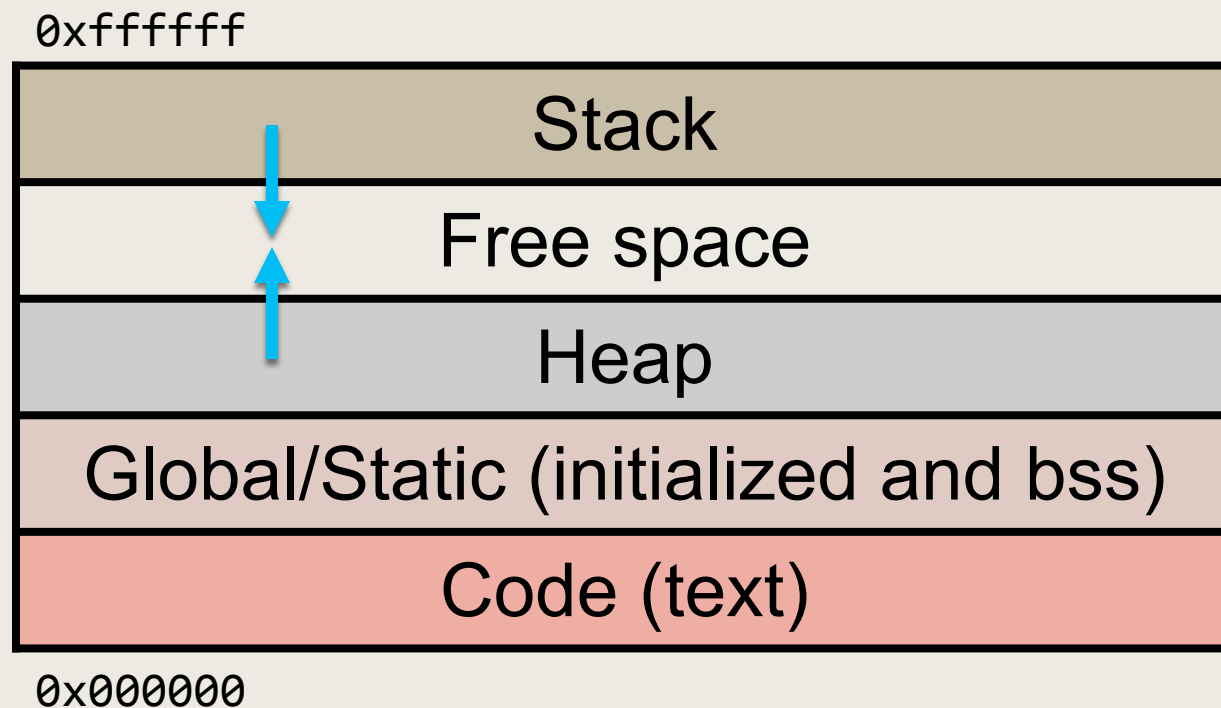 0xffffff
Stack
Free space
Heap
Global/Static (initialized and bss)
Code (text)
0x000000